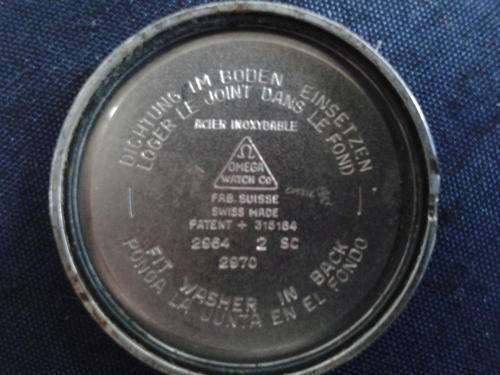 DICHTUNG IM BODEN EINSETZEN
LOGER LE JOINT DANS LE FOND
ACIER INOXYDABLE
Ω
OMEGA
WATCH Co
FAB. SUISSE
SWISS MADE
PATENT + 315164
2984 2 SC
2970
FIT WASHER IN BACK
PONGA LA JUNTA EN EL FONDO